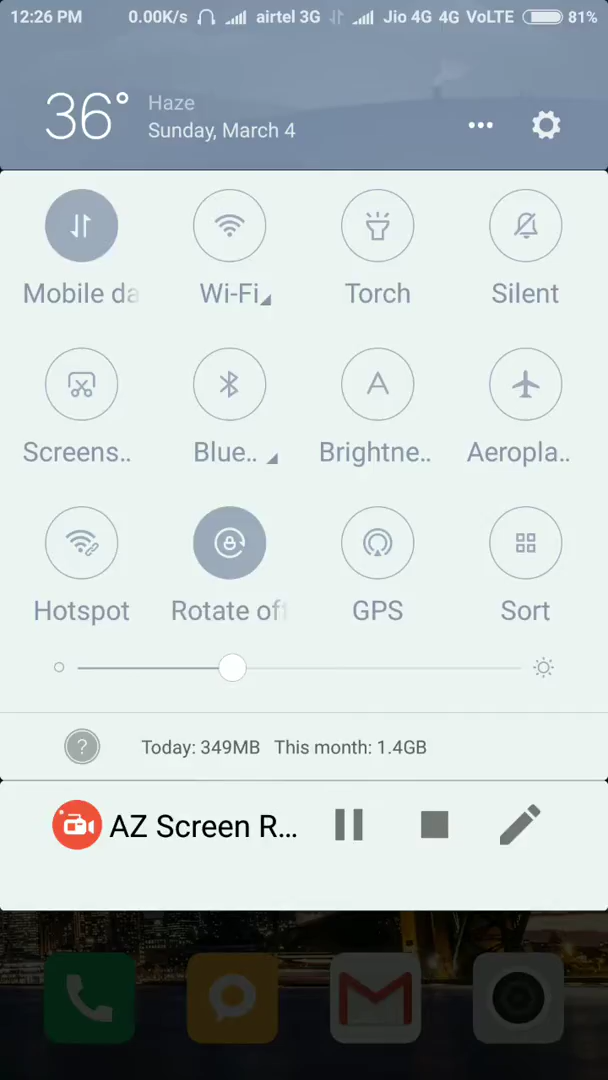 12:26 PM 0.00K/s airtel 3G Jio 4G 4G VoLTE 81%
36° Haze
Sunday, March 4
Mobile da Wi-Fi Torch Silent
Screens.. Blue.. Brightne.. Aeropla..
Hotspot Rotate off GPS Sort
Today: 349MB This month: 1.4GB
AZ Screen R...